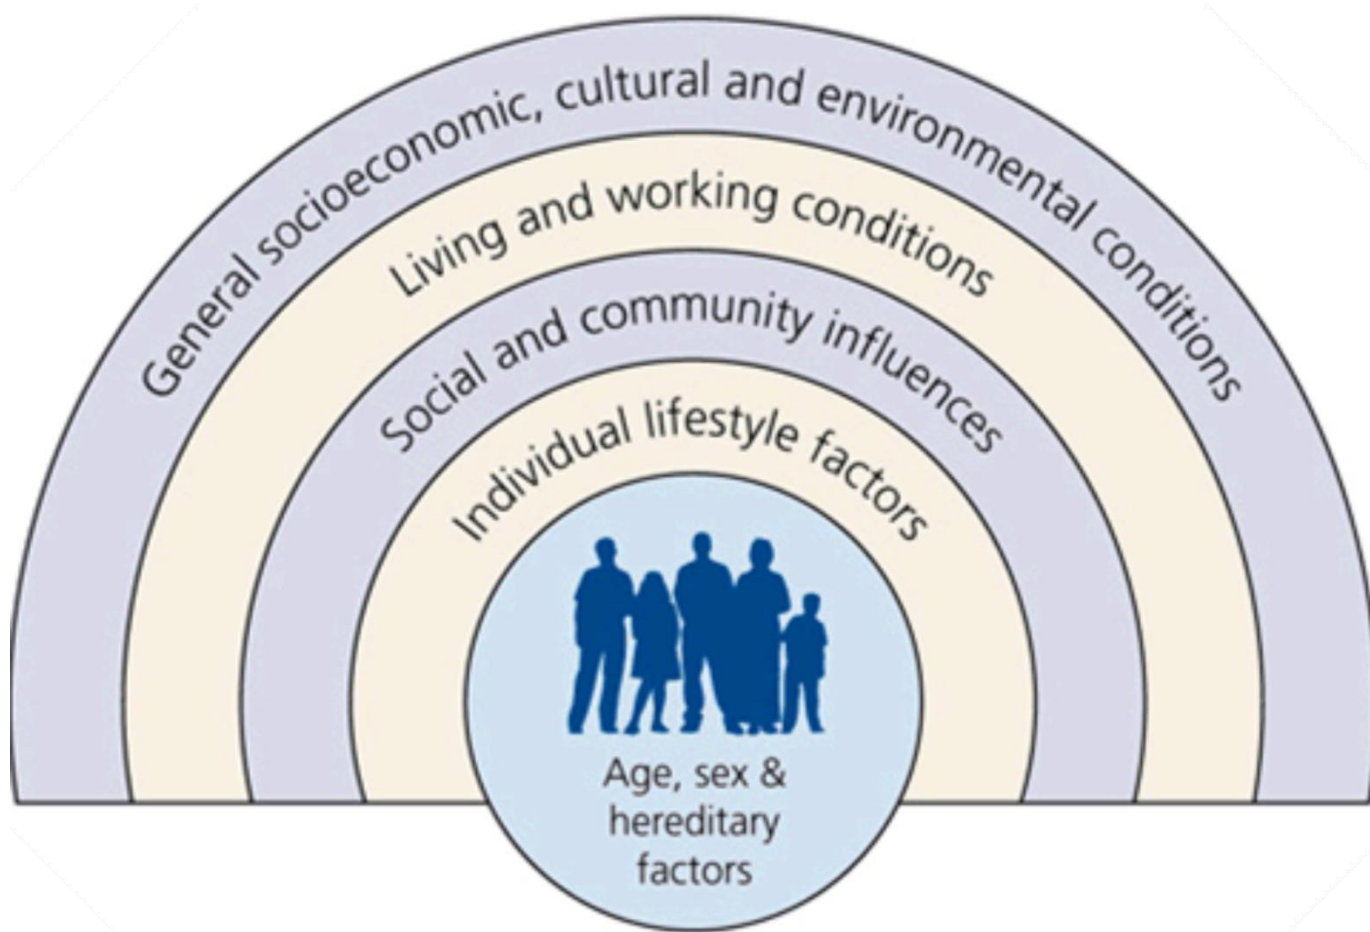 General socioeconomic, cultural and environmental conditions
Living and working conditions
Social and community influences
Individual lifestyle factors
Age, sex &
hereditary
factors